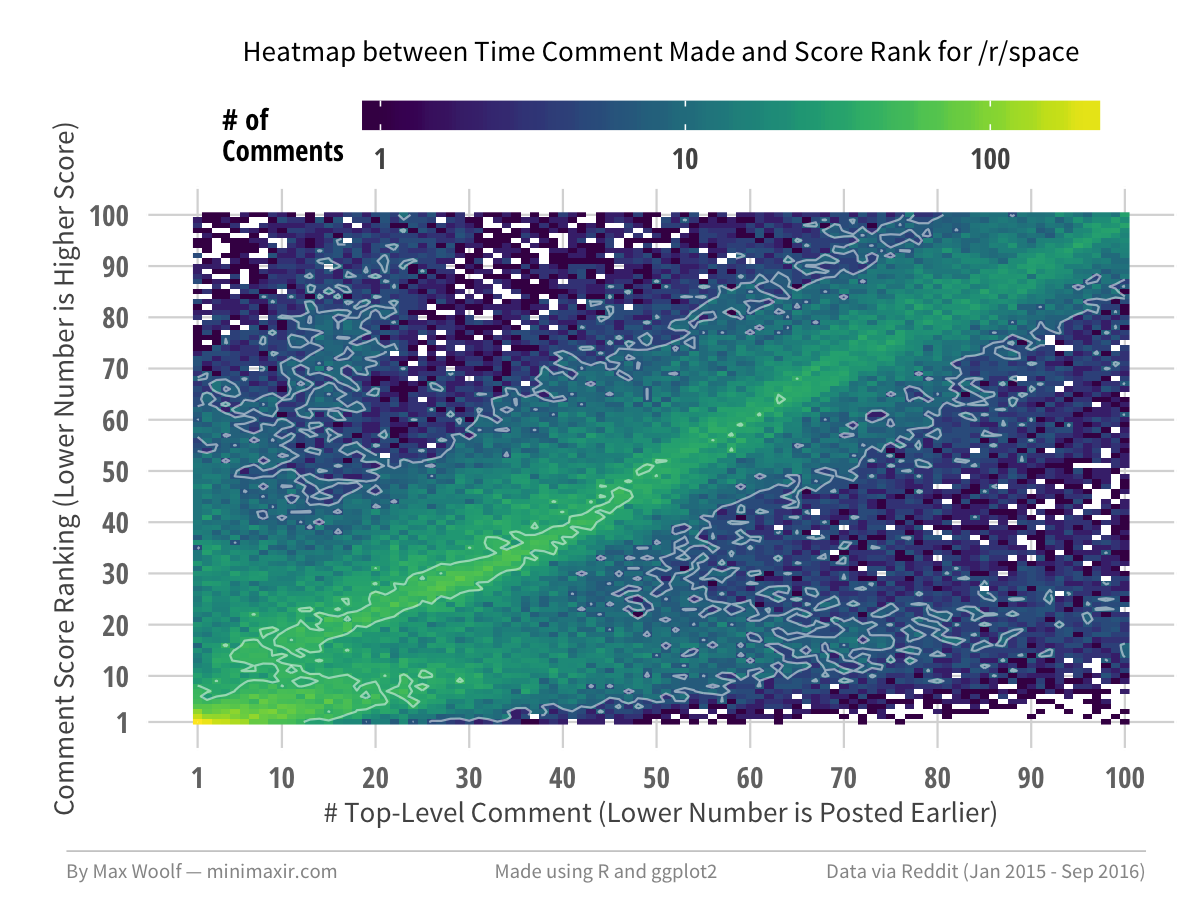 Heatmap between Time Comment Made and Score Rank for /r/space
# of
Comments
1 10 100
Comment Score Ranking (Lower Number is Higher Score)
100
90
80
70
60
50
40
30
20
10
1
1 10 20 30 40 50 60 70 80 90 100
# Top-Level Comment (Lower Number is Posted Earlier)
By Max Woolf — minimaxir.com Made using R and ggplot2 Data via Reddit (Jan 2015 - Sep 2016)